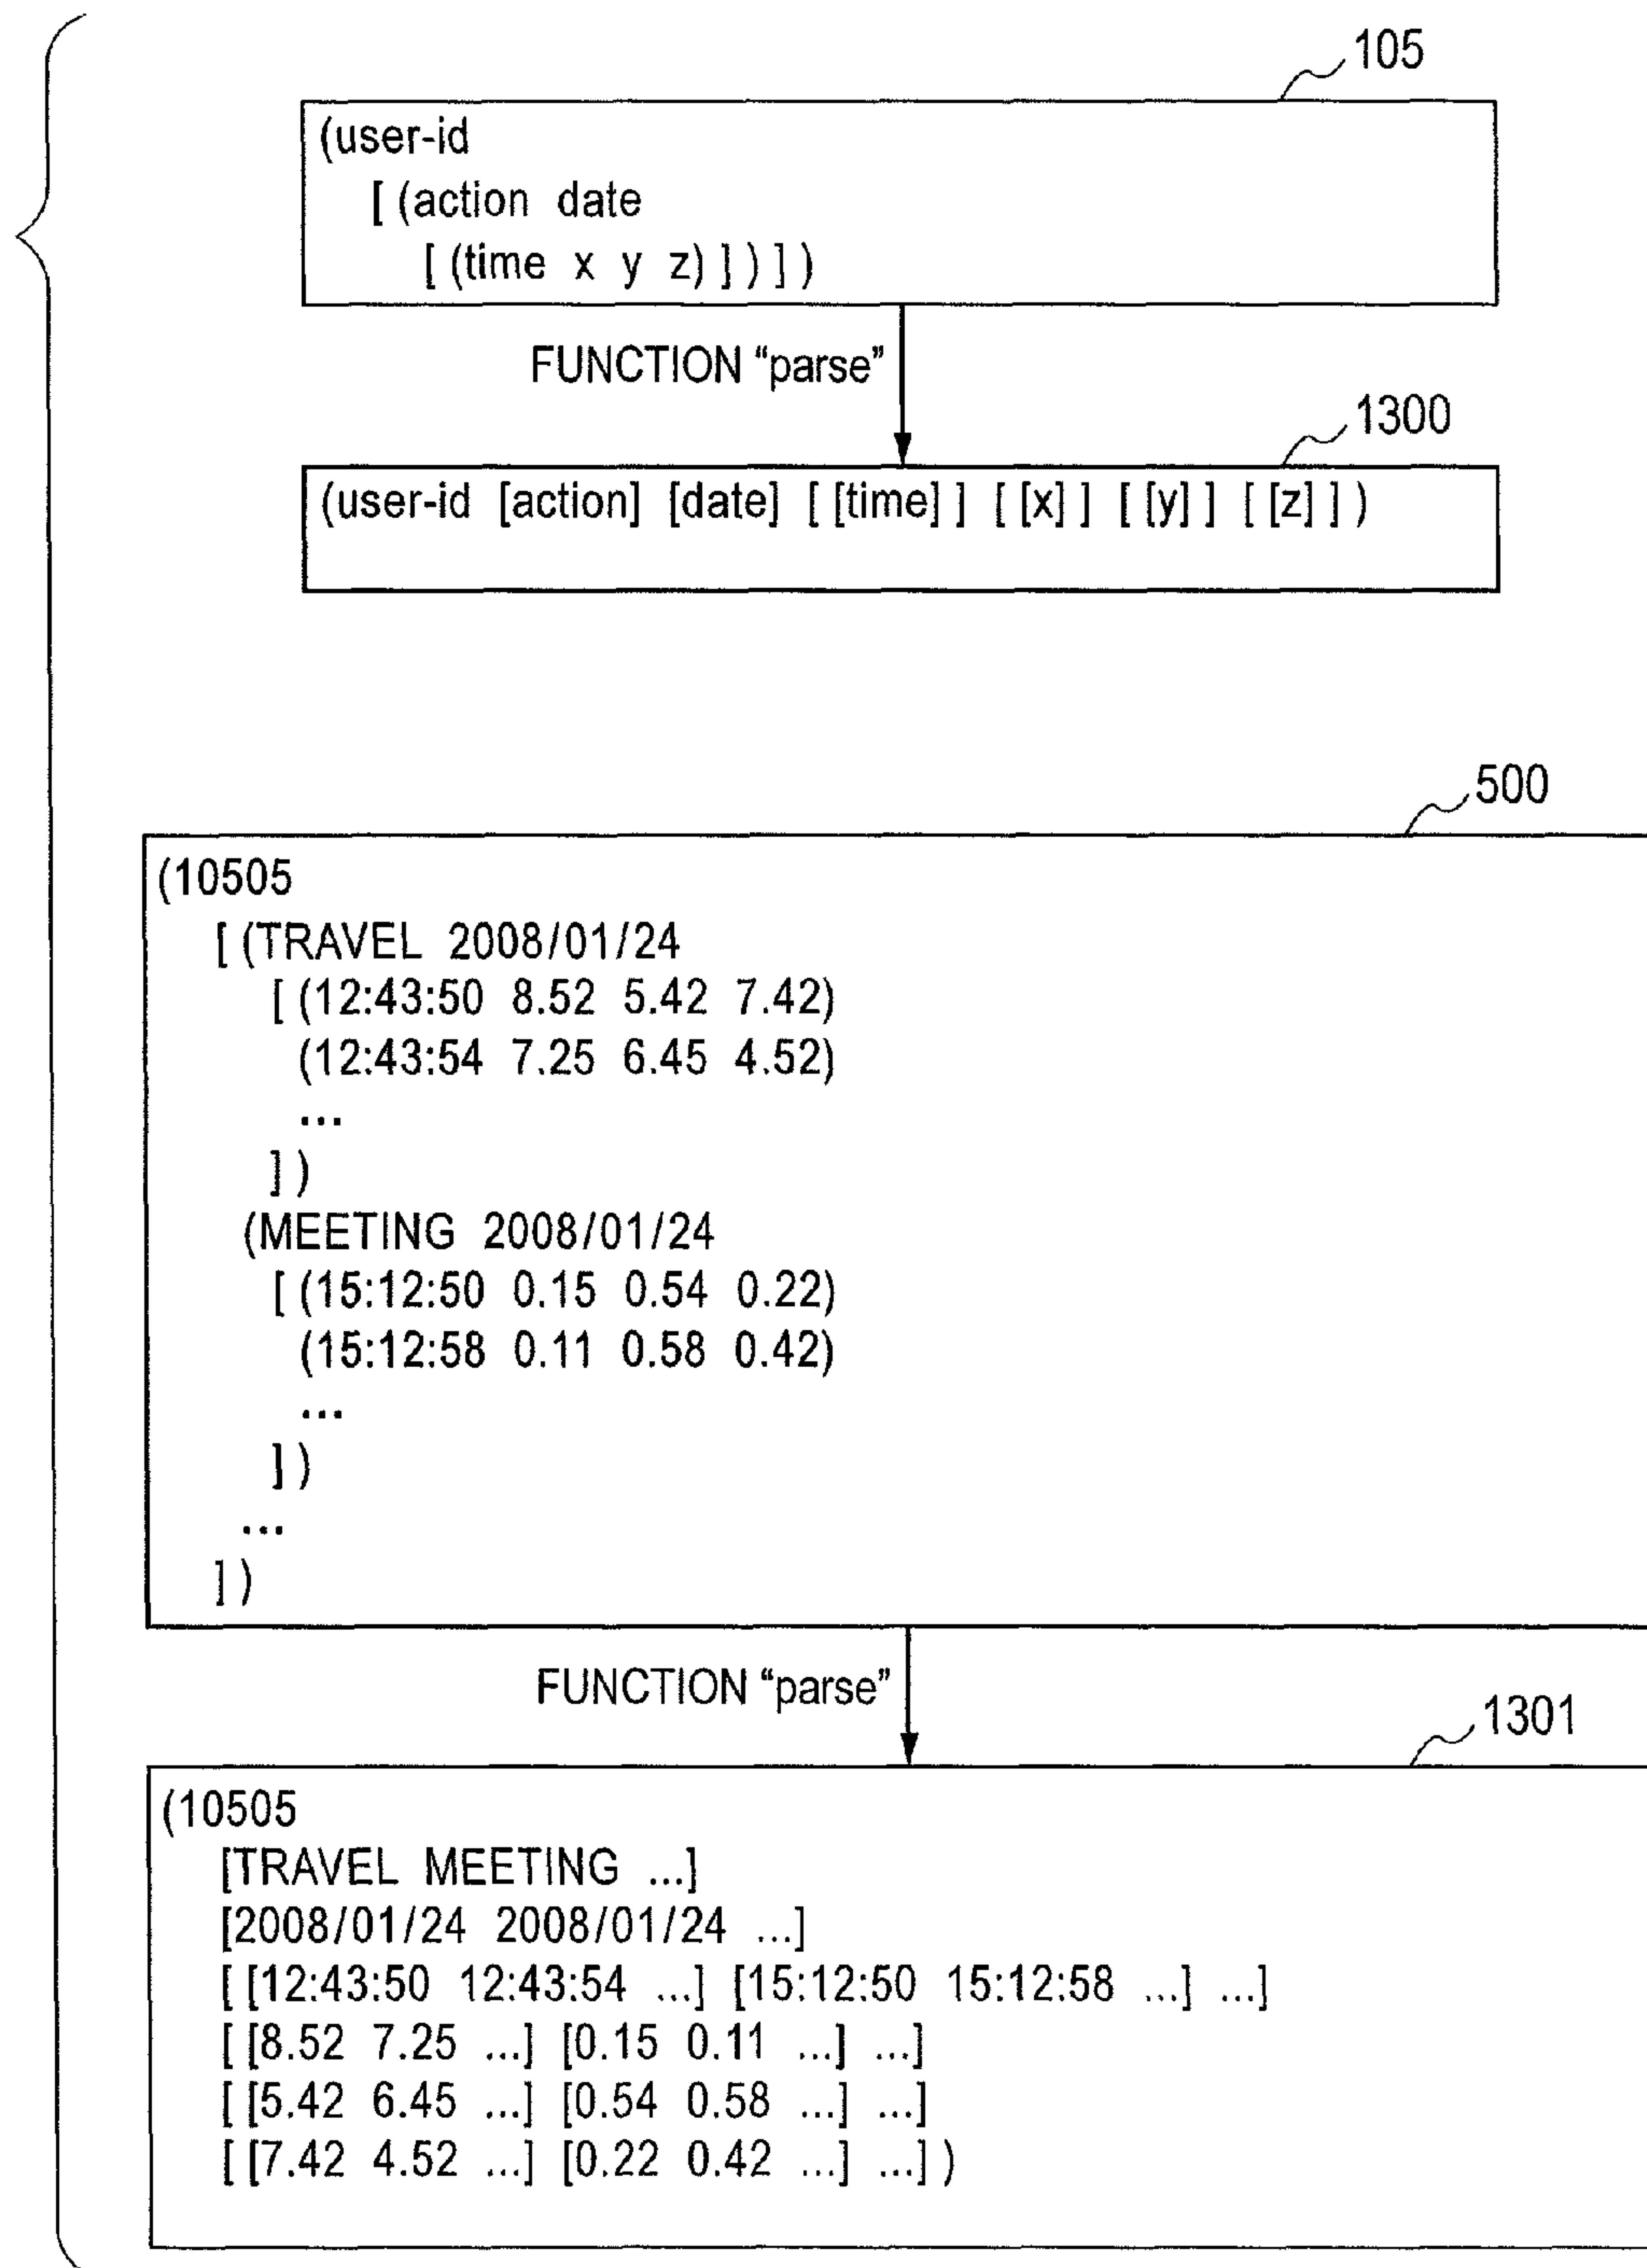 105
(user-id
[ (action date
[ (time x y z) ] ) ] )
FUNCTION “parse”
1300
(user-id [action] [date] [ [time] ] [ [x] ] [ [y] ] [ [z] ] )
500
(10505
[ (TRAVEL 2008/01/24
[ (12:43:50 8.52 5.42 7.42)
(12:43:54 7.25 6.45 4.52)
...
] )
(MEETING 2008/01/24
[ (15:12:50 0.15 0.54 0.22)
(15:12:58 0.11 0.58 0.42)
...
] )
...
] )
FUNCTION “parse”
1301
(10505
[TRAVEL MEETING ...]
[2008/01/24 2008/01/24 ...]
[ [12:43:50 12:43:54 ...] [15:12:50 15:12:58 ...] ...]
[ [8.52 7.25 ...] [0.15 0.11 ...] ...]
[ [5.42 6.45 ...] [0.54 0.58 ...] ...]
[ [7.42 4.52 ...] [0.22 0.42 ...] ...] )